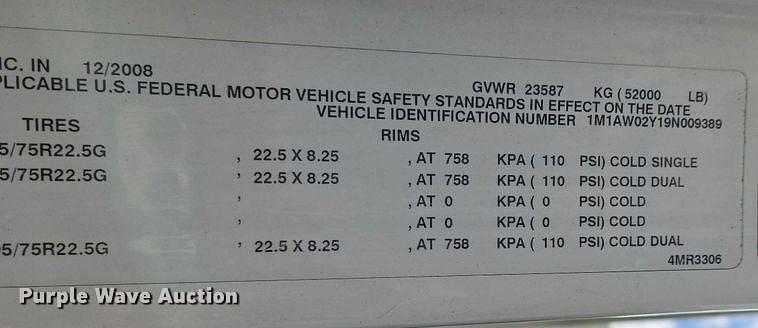 NC. IN 12/2008 GVWR 23587 KG ( 52000 LB)
PLICABLE U.S. FEDERAL MOTOR VEHICLE SAFETY STANDARDS IN EFFECT ON THE DATE
VEHICLE IDENTIFICATION NUMBER 1M1AW02Y19N009389
TIRES RIMS
5/75R22.5G , 22.5 X 8.25 , AT 758 KPA ( 110 PSI) COLD SINGLE
5/75R22.5G , 22.5 X 8.25 , AT 758 KPA ( 110 PSI) COLD DUAL
, , AT 0 KPA ( 0 PSI) COLD
, , AT 0 KPA ( 0 PSI) COLD
95/75R22.5G , 22.5 X 8.25 , AT 758 KPA ( 110 PSI) COLD DUAL
4MR3306
Purple Wave Auction